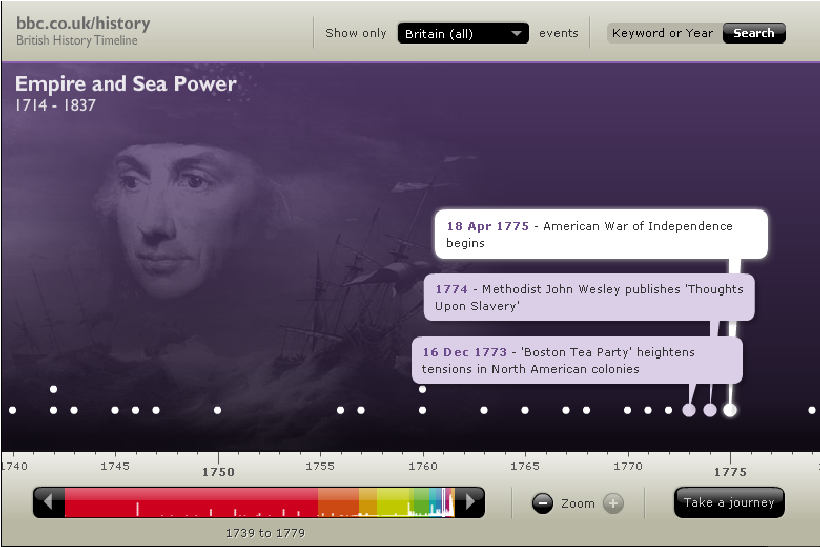 bbc.co.uk/history
British History Timeline
Show only
Britain (all)
events
Keyword or Year
Search
Empire and Sea Power
1714 - 1837
18 Apr 1775 - American War of Independence
begins
1774 - Methodist John Wesley publishes 'Thoughts
Upon Slavery'
16 Dec 1773 - 'Boston Tea Party' heightens
tensions in North American colonies
1740
1745
1750
1755
1760
1765
1770
1775
Zoom
Take a journey
1739 to 1779